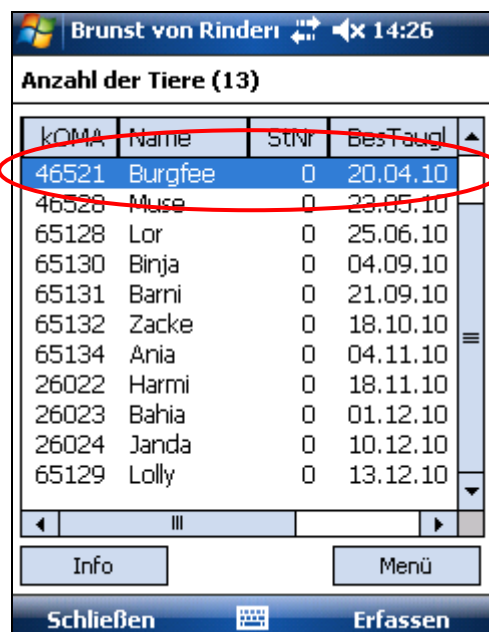 Brunst von Rinderı 14:26
Anzahl der Tiere (13)
kOMA Name StNr BesTaugl
46521 Burgfee 0 20.04.10
46528 Muse 0 23.05.10
65128 Lor 0 25.06.10
65130 Binja 0 04.09.10
65131 Barni 0 21.09.10
65132 Zacke 0 18.10.10
65134 Ania 0 04.11.10
26022 Harmi 0 18.11.10
26023 Bahia 0 01.12.10
26024 Janda 0 10.12.10
65129 Lolly 0 13.12.10
Info Menü
Schließen Erfassen